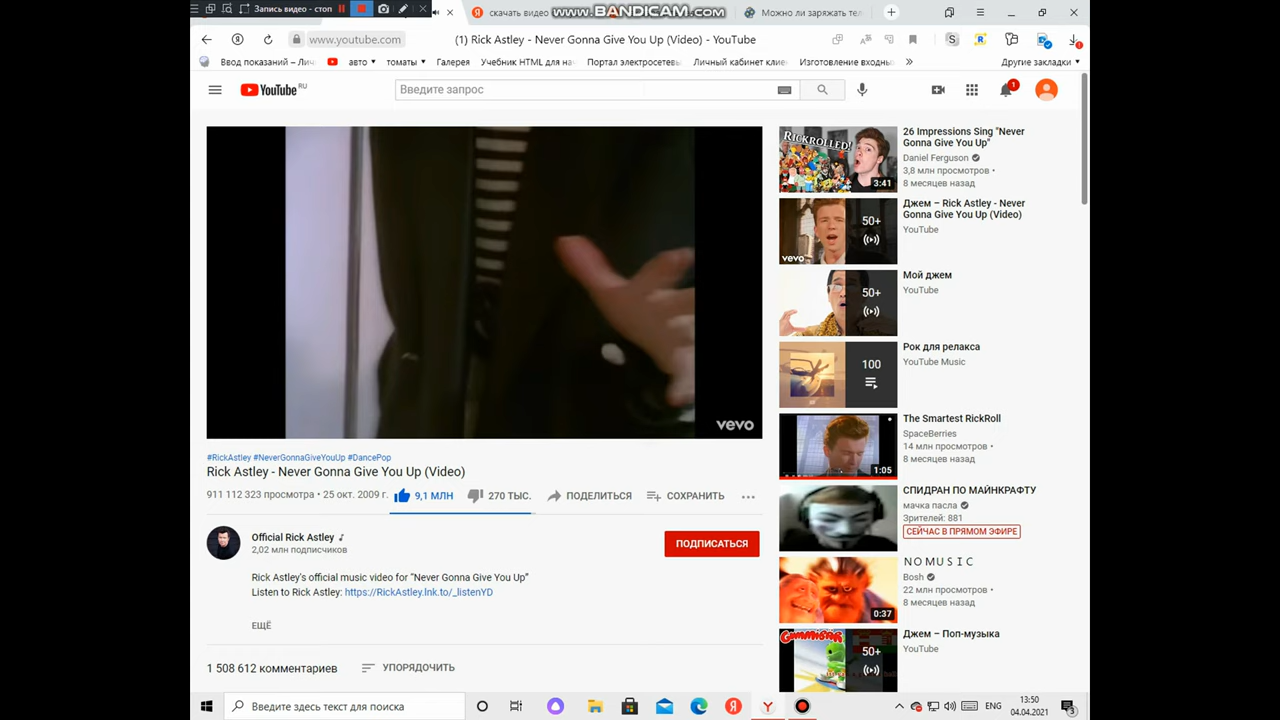 Запись видео - стоп
скачать видео
www.BANDICAM.com
Можно ли заряжать тел
www.youtube.com
(1) Rick Astley - Never Gonna Give You Up (Video) - YouTube
Ввод показаний – Лич
авто
томаты
Галерея
Учебник HTML для нач
Портал электросетевы
Личный кабинет клие
Изготовление входны
»
Другие закладки
YouTube RU
Введите запрос
1
RICKROLLED!
3:41
26 Impressions Sing "Never
Gonna Give You Up"
Daniel Ferguson
3,8 млн просмотров •
8 месяцев назад
vevo
50+
Джем – Rick Astley - Never
Gonna Give You Up (Video)
YouTube
50+
Мой джем
YouTube
100
Рок для релакса
YouTube Music
1:05
The Smartest RickRoll
SpaceBerries
14 млн просмотров •
8 месяцев назад
СПИДРАН ПО МАЙНКРАФТУ
мачка пасла
Зрителей: 881
СЕЙЧАС В ПРЯМОМ ЭФИРЕ
0:37
N O M U S I C
Bosh
22 млн просмотров •
8 месяцев назад
GUMMIBÄR
50+
Джем – Поп-музыка
YouTube
vevo
#RickAstley #NeverGonnaGiveYouUp #DancePop
Rick Astley - Never Gonna Give You Up (Video)
911 112 323 просмотра • 25 окт. 2009 г.
9,1 МЛН
270 ТЫС.
ПОДЕЛИТЬСЯ
СОХРАНИТЬ
Official Rick Astley
2,02 млн подписчиков
ПОДПИСАТЬСЯ
Rick Astley's official music video for “Never Gonna Give You Up”
Listen to Rick Astley: https://RickAstley.lnk.to/_listenYD
ЕЩЁ
1 508 612 комментариев
УПОРЯДОЧИТЬ
Введите здесь текст для поиска
ENG
13:50
04.04.2021
3